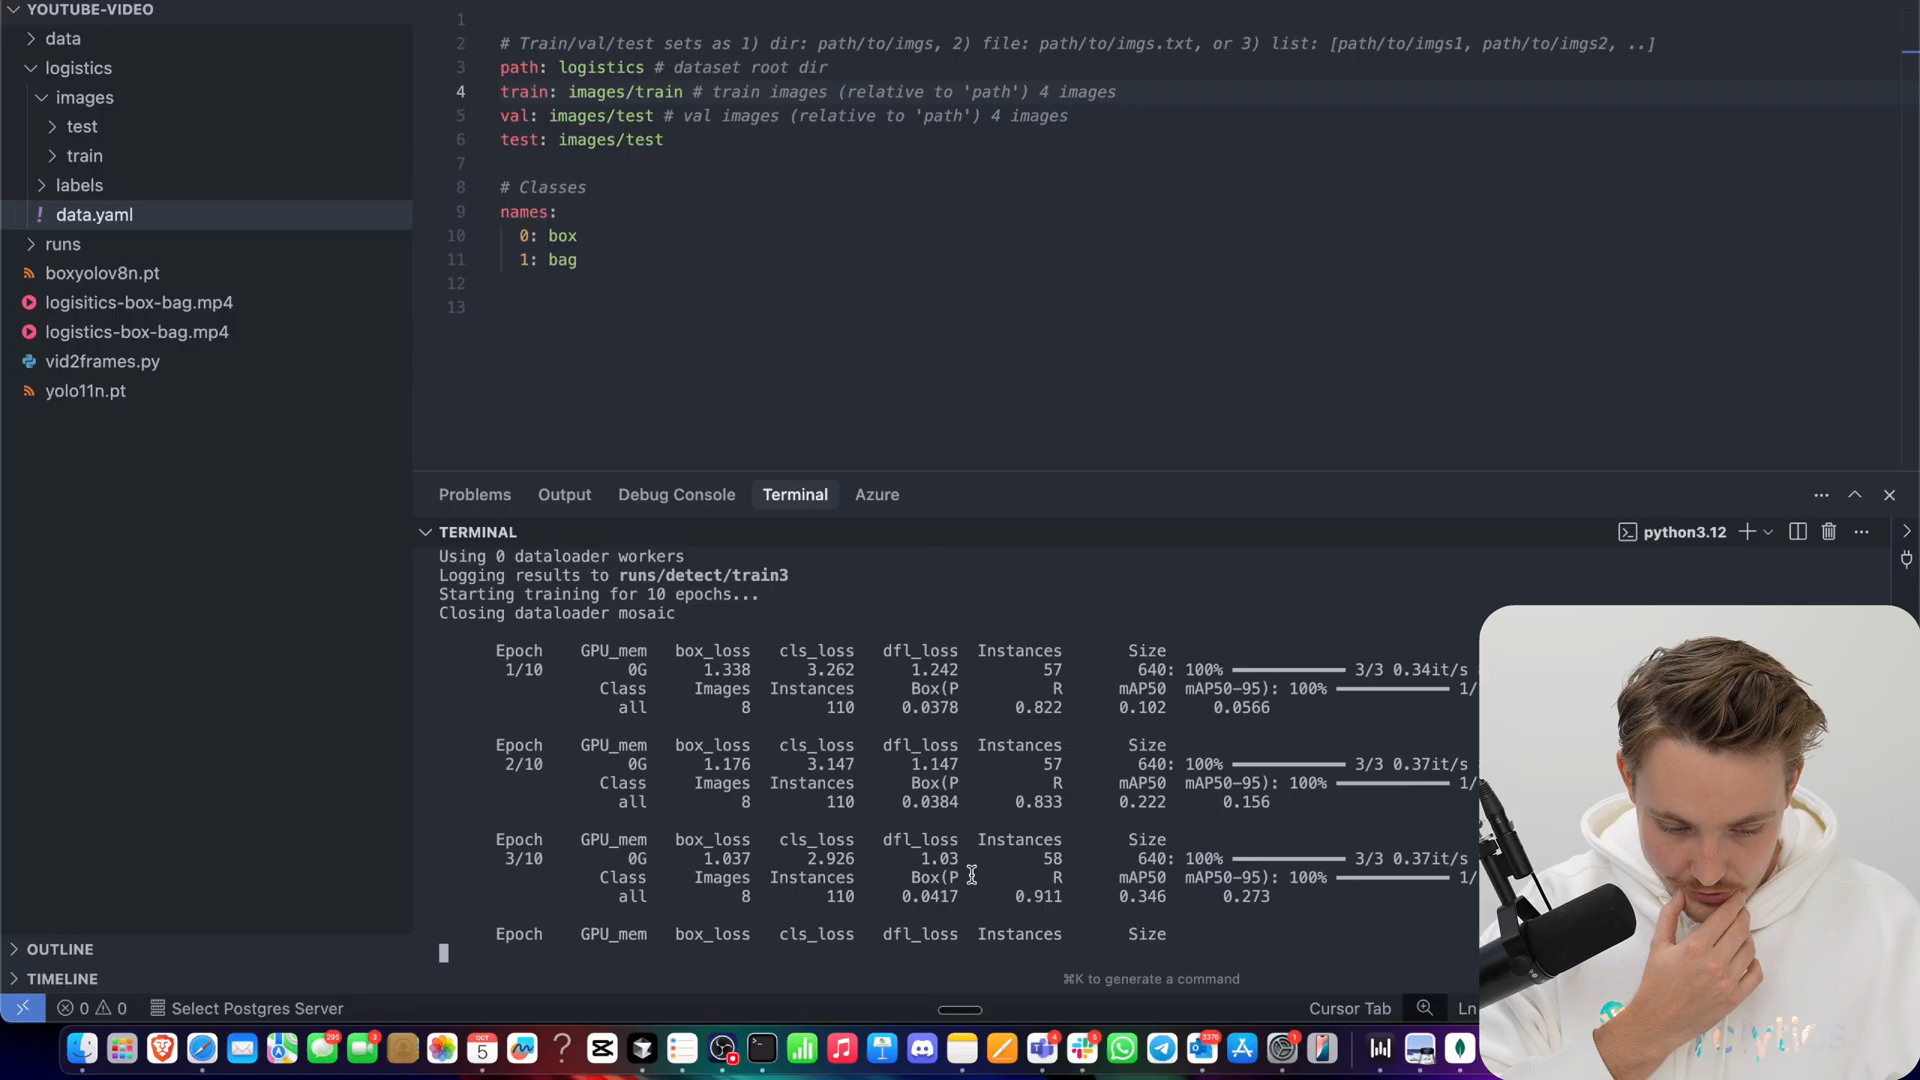 YOUTUBE-VIDEO
data
logistics
images
test
train
labels
! data.yaml
runs
boxyolov8n.pt
logisitics-box-bag.mp4
logistics-box-bag.mp4
vid2frames.py
yolo11n.pt
OUTLINE
TIMELINE
1
2 # Train/val/test sets as 1) dir: path/to/imgs, 2) file: path/to/imgs.txt, or 3) list: [path/to/imgs1, path/to/imgs2, ..]
3 path: logistics # dataset root dir
4 train: images/train # train images (relative to 'path') 4 images
5 val: images/test # val images (relative to 'path') 4 images
6 test: images/test
7
8 # Classes
9 names:
10 0: box
11 1: bag
12
13
Problems Output Debug Console Terminal Azure
TERMINAL python3.12
Using 0 dataloader workers
Logging results to runs/detect/train3
Starting training for 10 epochs...
Closing dataloader mosaic
Epoch GPU_mem box_loss cls_loss dfl_loss Instances Size
1/10 0G 1.338 3.262 1.242 57 640: 100% 3/3 0.34it/s
Class Images Instances Box(P R mAP50 mAP50-95): 100% 1/
all 8 110 0.0378 0.822 0.102 0.0566
Epoch GPU_mem box_loss cls_loss dfl_loss Instances Size
2/10 0G 1.176 3.147 1.147 57 640: 100% 3/3 0.37it/s
Class Images Instances Box(P R mAP50 mAP50-95): 100% 1/
all 8 110 0.0384 0.833 0.222 0.156
Epoch GPU_mem box_loss cls_loss dfl_loss Instances Size
3/10 0G 1.037 2.926 1.03 58 640: 100% 3/3 0.37it/s
Class Images Instances Box(P R mAP50 mAP50-95): 100% 1/
all 8 110 0.0417 0.911 0.346 0.273
Epoch GPU_mem box_loss cls_loss dfl_loss Instances Size
⌘K to generate a command
0 0 Select Postgres Server Cursor Tab Ln
295 3 OCT 5 4 5 3376 1